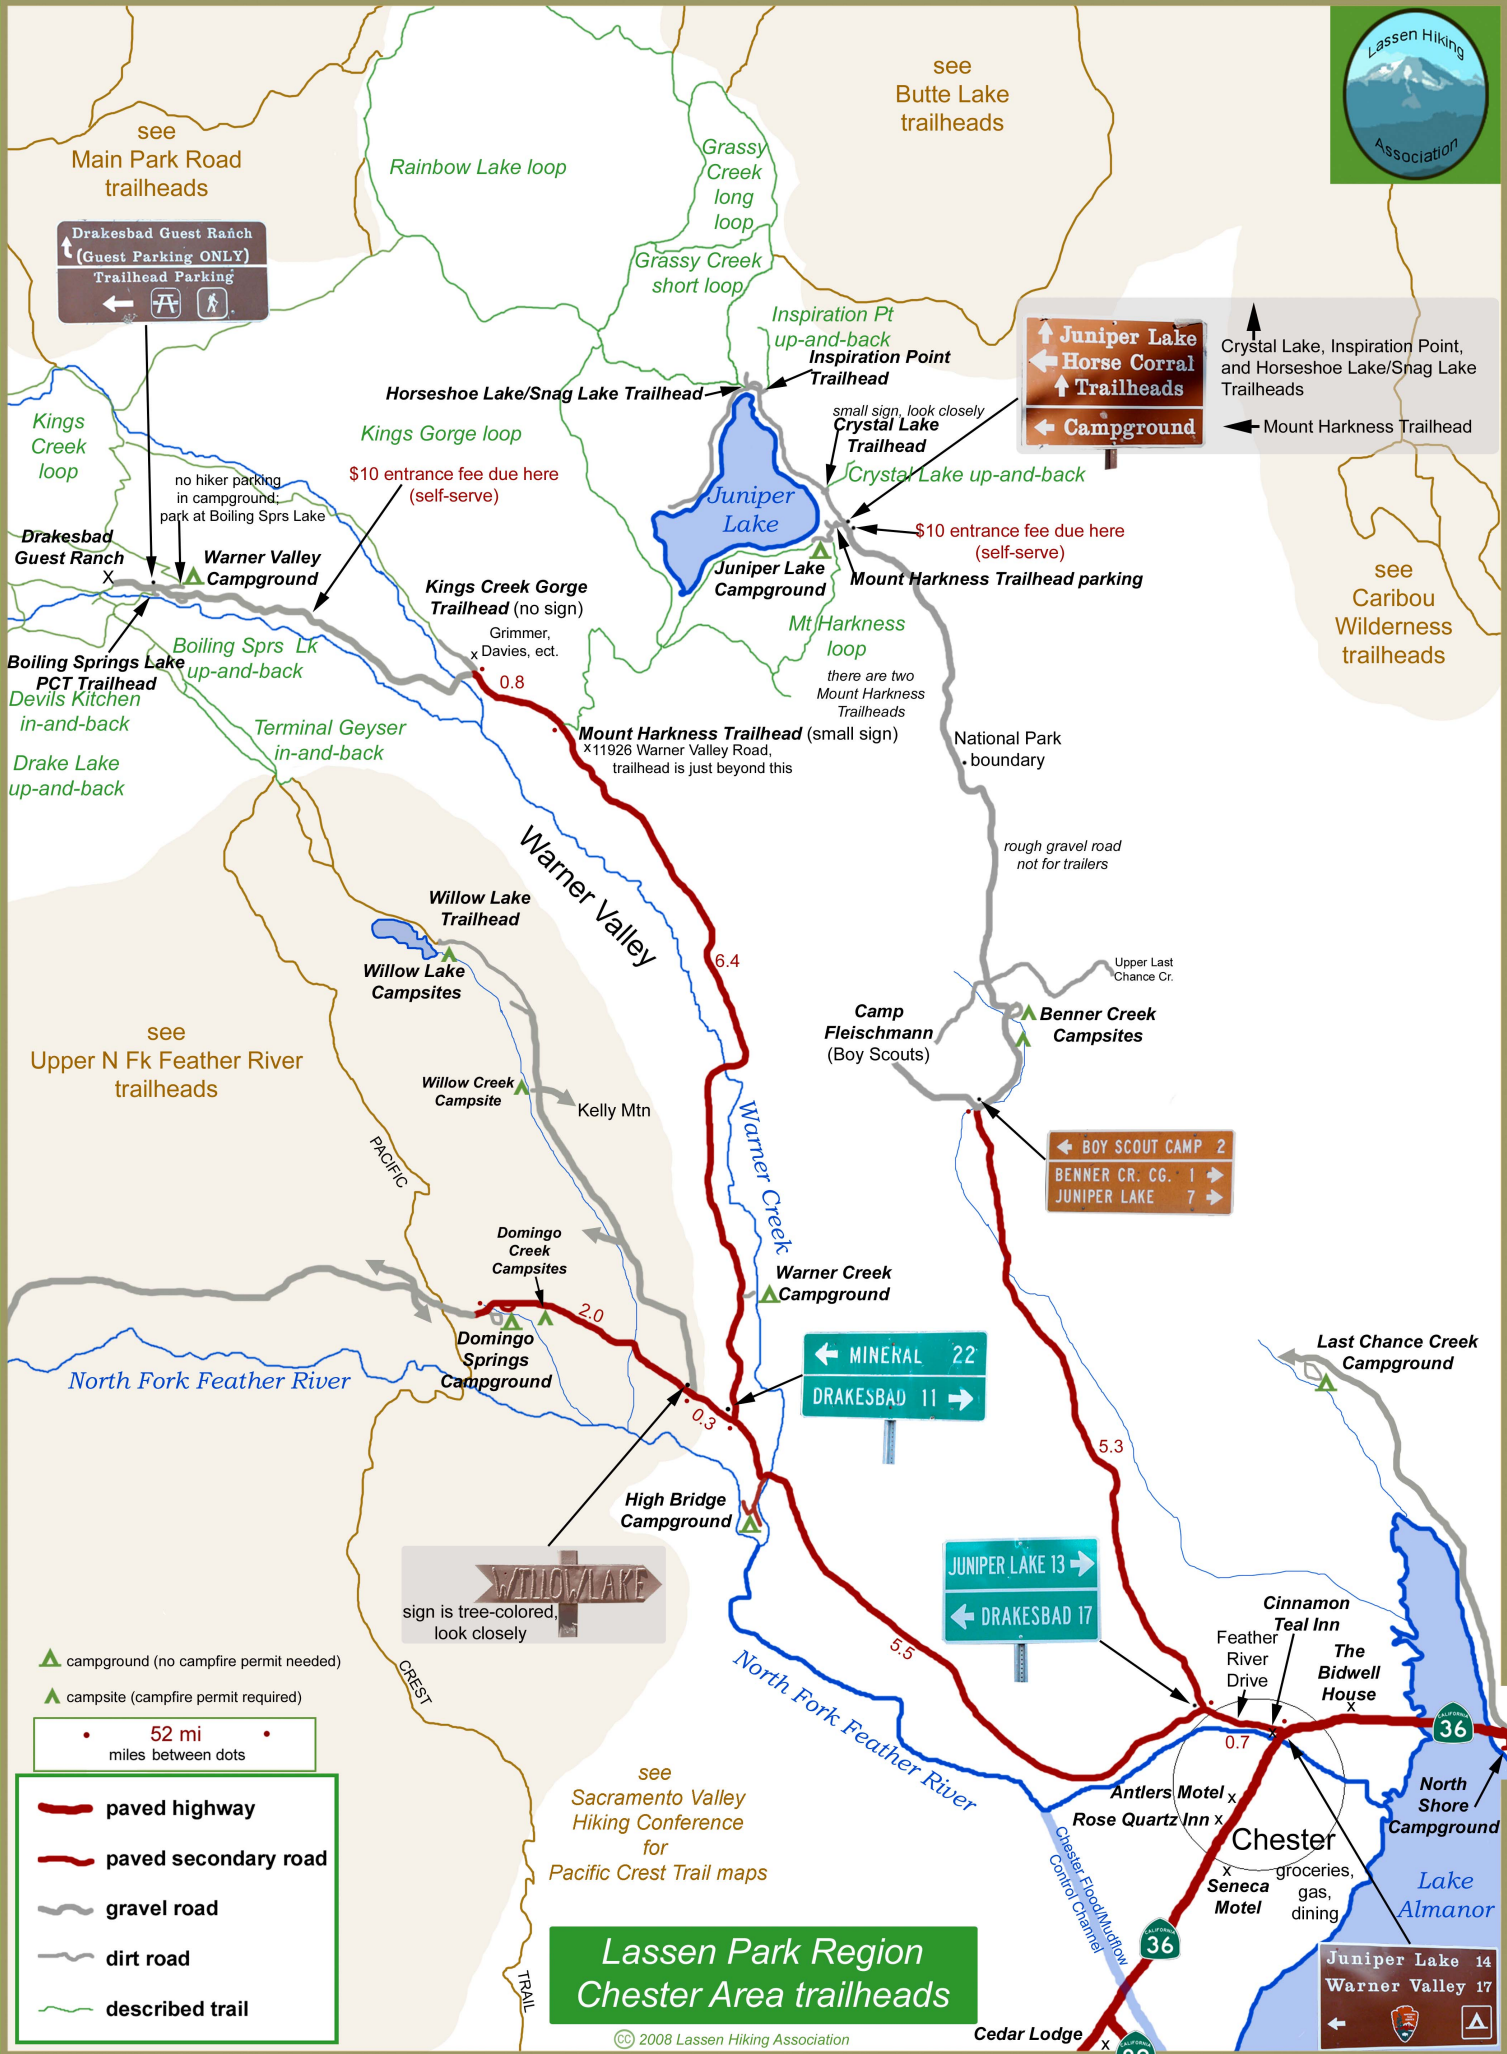 Lassen Hiking
Association
see
Main Park Road
trailheads
see
Butte Lake
trailheads
Rainbow Lake loop
Grassy
Creek
long
loop
Grassy Creek
short loop
Drakesbad Guest Ranch
(Guest Parking ONLY)
Trailhead Parking
Inspiration Pt
up-and-back
Inspiration Point
Trailhead
Horseshoe Lake/Snag Lake Trailhead
Juniper Lake
Horse Corral
Trailheads
Campground
Crystal Lake, Inspiration Point,
and Horseshoe Lake/Snag Lake
Trailheads
Mount Harkness Trailhead
small sign, look closely
Crystal Lake
Trailhead
Crystal Lake up-and-back
Kings
Creek
loop
Kings Gorge loop
$10 entrance fee due here
(self-serve)
no hiker parking
in campground;
park at Boiling Sprs Lake
Juniper
Lake
$10 entrance fee due here
(self-serve)
Drakesbad
Guest Ranch
X
Warner Valley
Campground
Juniper Lake
Campground
Mount Harkness Trailhead parking
Kings Creek Gorge
Trailhead (no sign)
Grimmer,
x Davies, ect.
see
Caribou
Wilderness
trailheads
Mt Harkness
loop
Boiling Springs Lake
PCT Trailhead
Boiling Sprs Lk
up-and-back
there are two
Mount Harkness
Trailheads
0.8
Devils Kitchen
in-and-back
Terminal Geyser
in-and-back
Drake Lake
up-and-back
Mount Harkness Trailhead (small sign)
x 11926 Warner Valley Road,
trailhead is just beyond this
National Park
boundary
Warner Valley
rough gravel road
not for trailers
Willow Lake
Trailhead
Willow Lake
Campsites
6.4
Upper Last
Chance Cr.
Camp
Fleischmann
(Boy Scouts)
Benner Creek
Campsites
see
Upper N Fk Feather River
trailheads
Willow Creek
Campsite
Kelly Mtn
PACIFIC
Warner Creek
BOY SCOUT CAMP 2
BENNER CR. CG. 1
JUNIPER LAKE 7
Domingo
Creek
Campsites
Warner Creek
Campground
2.0
Domingo
Springs
Campground
North Fork Feather River
MINERAL 22
DRAKESBAD 11
Last Chance Creek
Campground
0.3
5.3
High Bridge
Campground
WILLOW LAKE
sign is tree-colored,
look closely
JUNIPER LAKE 13
DRAKESBAD 17
5.5
Cinnamon
Teal Inn
Feather
River
Drive
The
Bidwell
House
x
36
CALIFORNIA
campground (no campfire permit needed)
campsite (campfire permit required)
CREST
North Fork Feather River
52 mi
miles between dots
0.7
x
paved highway
paved secondary road
gravel road
dirt road
described trail
see
Sacramento Valley
Hiking Conference
for
Pacific Crest Trail maps
Antlers Motel x
Rose Quartz Inn x
Chester
groceries,
gas,
dining
x
Seneca
Motel
North
Shore
Campground
Lake
Almanor
Chester Flood/Mudflow
Control Channel
CALIFORNIA
36
Lassen Park Region
Chester Area trailheads
TRAIL
Juniper Lake 14
Warner Valley 17
cc 2008 Lassen Hiking Association
Cedar Lodge
x
CALIFORNIA